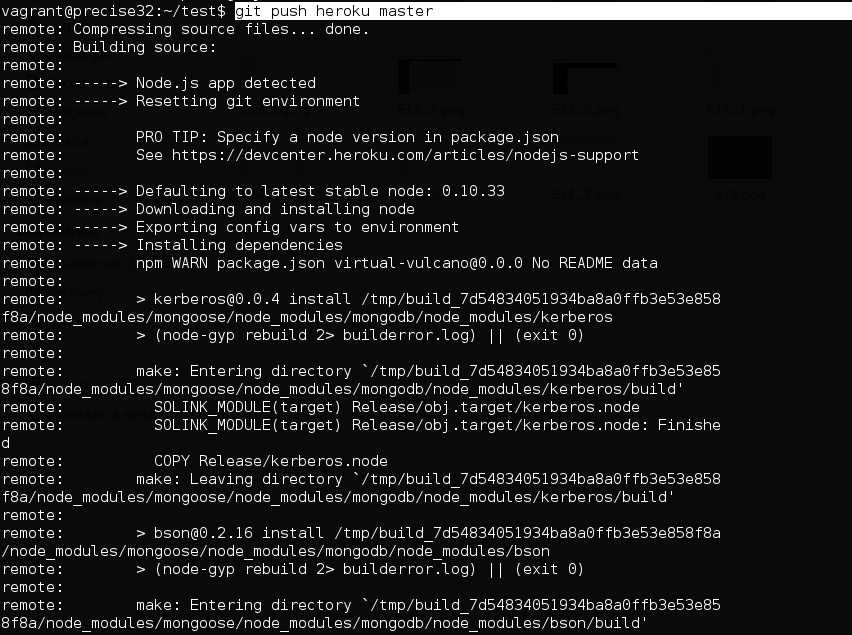 vagrant@precise32:~/test$ git push heroku master
remote: Compressing source files... done.
remote: Building source:
remote:
remote: -----> Node.js app detected
remote: -----> Resetting git environment
remote:
remote:        PRO TIP: Specify a node version in package.json
remote:        See https://devcenter.heroku.com/articles/nodejs-support
remote:
remote: -----> Defaulting to latest stable node: 0.10.33
remote: -----> Downloading and installing node
remote: -----> Exporting config vars to environment
remote: -----> Installing dependencies
remote:        npm WARN package.json virtual-vulcano@0.0.0 No README data
remote:
remote:        > kerberos@0.0.4 install /tmp/build_7d54834051934ba8a0ffb3e53e858
f8a/node_modules/mongoose/node_modules/mongodb/node_modules/kerberos
remote:        > (node-gyp rebuild 2> builderror.log) || (exit 0)
remote:
remote:        make: Entering directory `/tmp/build_7d54834051934ba8a0ffb3e53e85
8f8a/node_modules/mongoose/node_modules/mongodb/node_modules/kerberos/build'
remote:          SOLINK_MODULE(target) Release/obj.target/kerberos.node
remote:          SOLINK_MODULE(target) Release/obj.target/kerberos.node: Finishe
d
remote:          COPY Release/kerberos.node
remote:        make: Leaving directory `/tmp/build_7d54834051934ba8a0ffb3e53e858
f8a/node_modules/mongoose/node_modules/mongodb/node_modules/kerberos/build'
remote:
remote:        > bson@0.2.16 install /tmp/build_7d54834051934ba8a0ffb3e53e858f8a
/node_modules/mongoose/node_modules/mongodb/node_modules/bson
remote:        > (node-gyp rebuild 2> builderror.log) || (exit 0)
remote:
remote:        make: Entering directory `/tmp/build_7d54834051934ba8a0ffb3e53e85
8f8a/node_modules/mongoose/node_modules/mongodb/node_modules/bson/build'